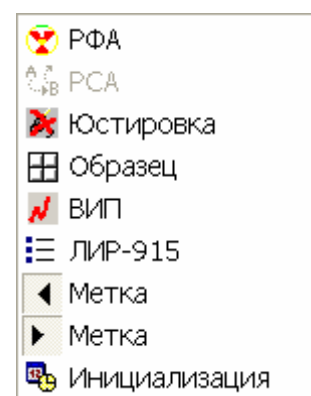 РФА
РСА
Юстировка
Образец
ВИП
ЛИР-915
Метка
Метка
Инициализация